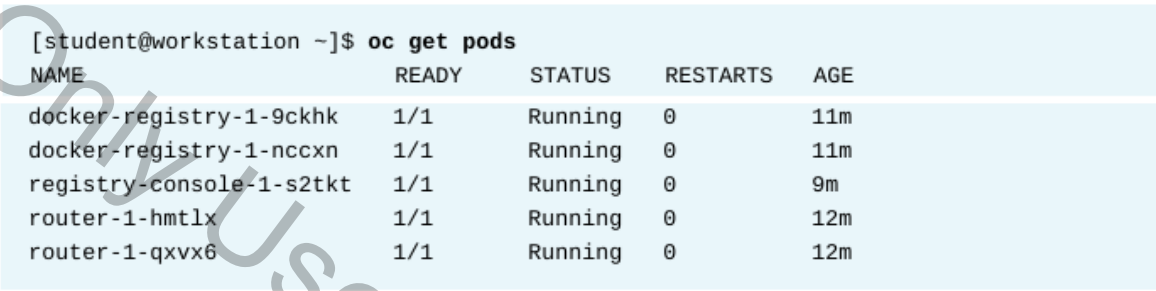 [student@workstation ~]$ oc get pods
NAME READY STATUS RESTARTS AGE
docker-registry-1-9ckhk 1/1 Running 0 11m
docker-registry-1-nccxn 1/1 Running 0 11m
registry-console-1-s2tkt 1/1 Running 0 9m
router-1-hmtlx 1/1 Running 0 12m
router-1-qxvx6 1/1 Running 0 12m
Only Use